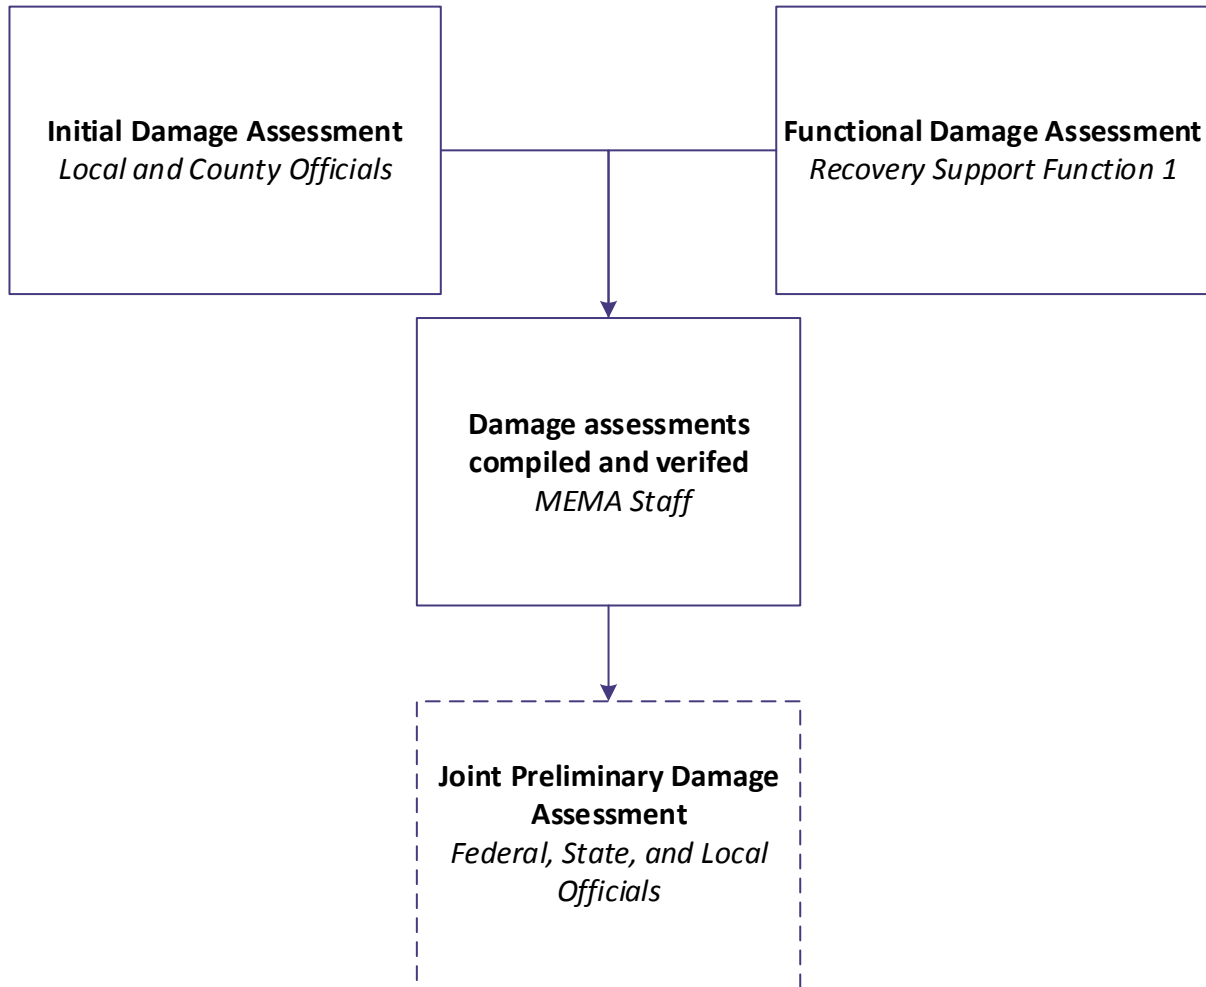 Initial Damage Assessment
Local and County Officials
Functional Damage Assessment
Recovery Support Function 1
Damage assessments
compiled and verifed
MEMA Staff
Joint Preliminary Damage
Assessment
Federal, State, and Local
Officials